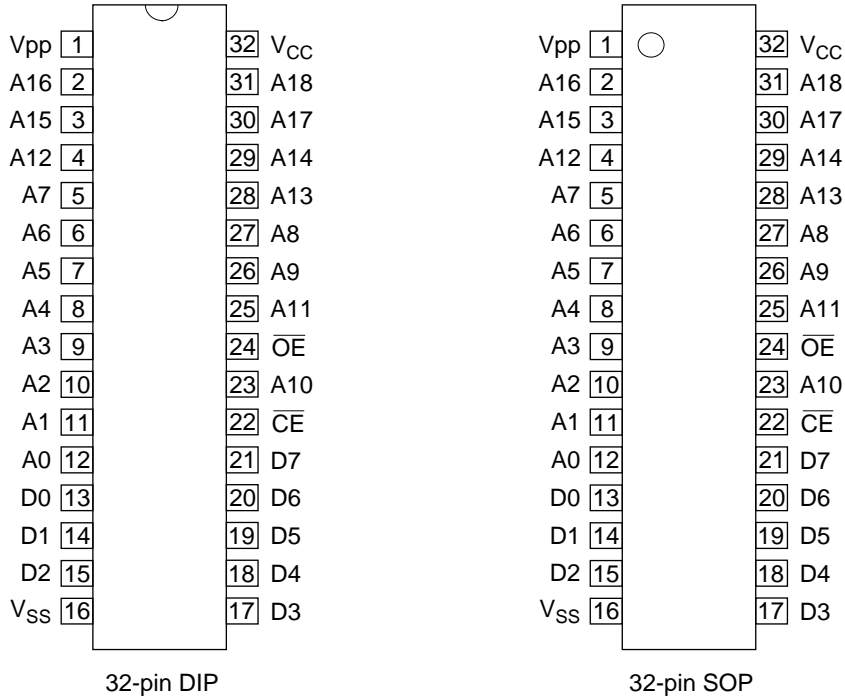 Vpp 1 32 VCC
A16 2 31 A18
A15 3 30 A17
A12 4 29 A14
A7 5 28 A13
A6 6 27 A8
A5 7 26 A9
A4 8 25 A11
A3 9 24 O̅E̅
A2 10 23 A10
A1 11 22 C̅E̅
A0 12 21 D7
D0 13 20 D6
D1 14 19 D5
D2 15 18 D4
VSS 16 17 D3
32-pin DIP
Vpp 1 32 VCC
A16 2 31 A18
A15 3 30 A17
A12 4 29 A14
A7 5 28 A13
A6 6 27 A8
A5 7 26 A9
A4 8 25 A11
A3 9 24 O̅E̅
A2 10 23 A10
A1 11 22 C̅E̅
A0 12 21 D7
D0 13 20 D6
D1 14 19 D5
D2 15 18 D4
VSS 16 17 D3
32-pin SOP